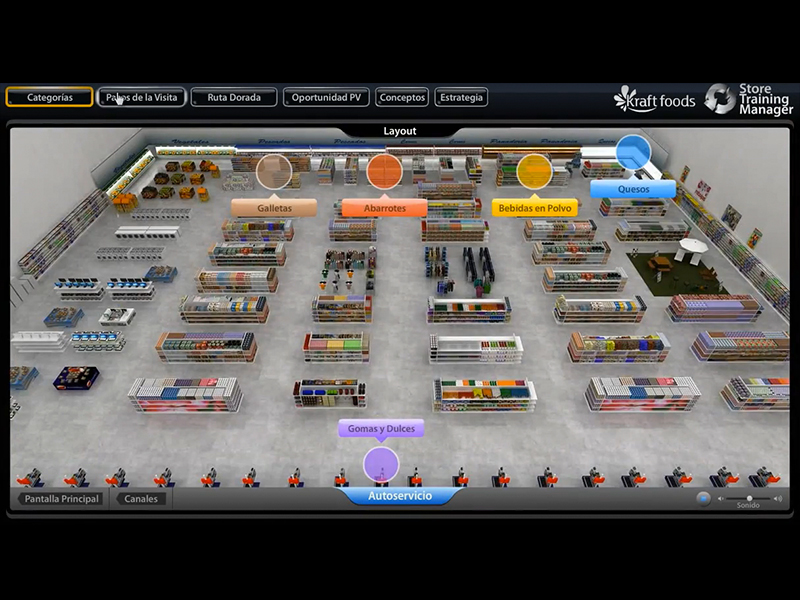 Categorías
Pasos de la Visita
Ruta Dorada
Oportunidad PV
Conceptos
Estrategia
kraft foods
Store
Training
Manager
Layout
Quesos
Galletas
Abarrotes
Bebidas en Polvo
Gomas y Dulces
Pantalla Principal
Canales
Autoservicio
Sonido